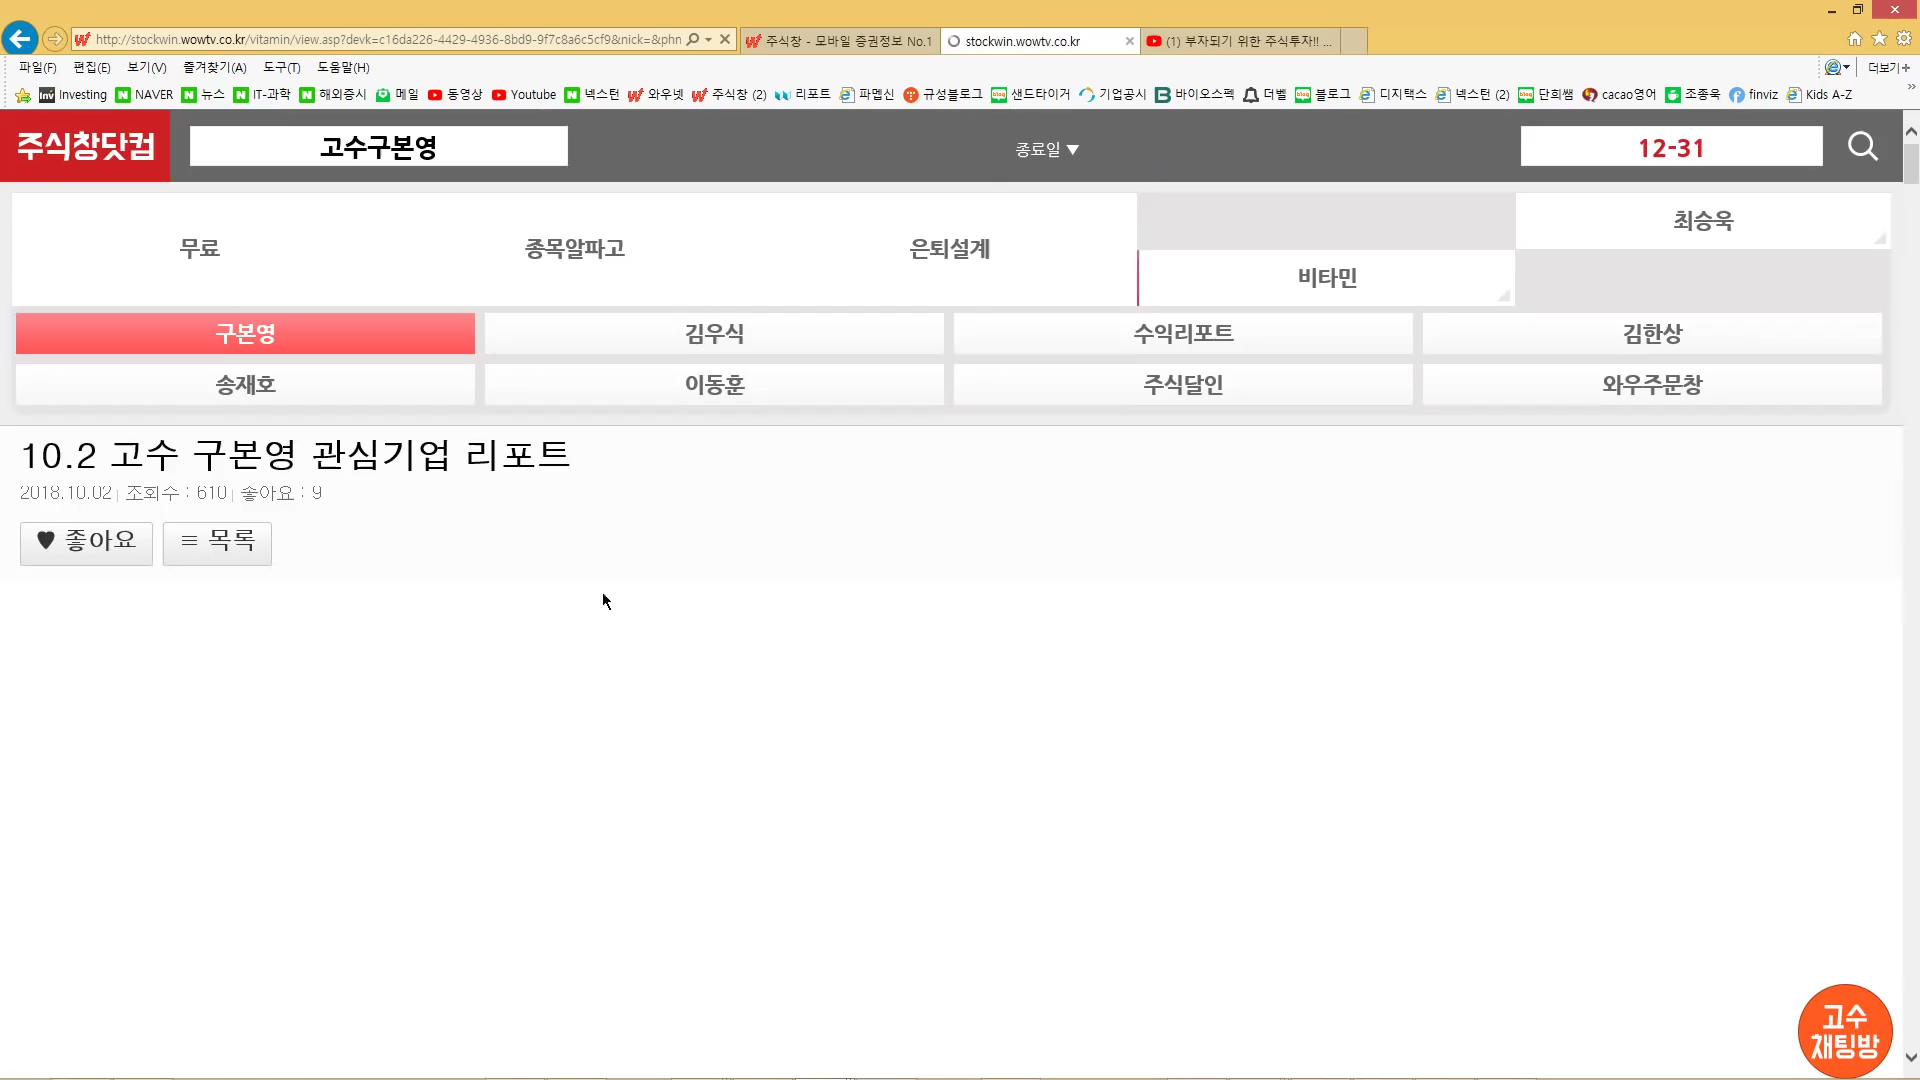 http://stockwin.wowtv.co.kr/vitamin/view.asp?devk=c16da226-4429-4936-8bd9-9f7c8a6c5cf9&nick=&phn
주식창 - 모바일 증권정보 No.1
stockwin.wowtv.co.kr
(1) 부자되기 위한 주식투자!! ...
파일(F) 편집(E) 보기(V) 즐겨찾기(A) 도구(T) 도움말(H)
더보기
Investing NAVER 뉴스 IT-과학 해외증시 메일 동영상 Youtube 넥스턴 와우넷 주식창 (2) 리포트 파멥신 규성블로그 샌드타이거 기업공시 바이오스펙 더벨 블로그 디지택스 넥스턴 (2) 단희쌤 cacao영어 조종욱 finviz Kids A-Z
주식창닷컴
고수구본영
종료일 ▼
12-31
무료
종목알파고
은퇴설계
비타민
최승욱
구본영
김우식
수익리포트
김한상
송재호
이동훈
주식달인
와우주문창
10.2 고수 구본영 관심기업 리포트
2018.10.02 | 조회수 : 610 | 좋아요 : 9
♥ 좋아요
≡ 목록
고수
채팅방